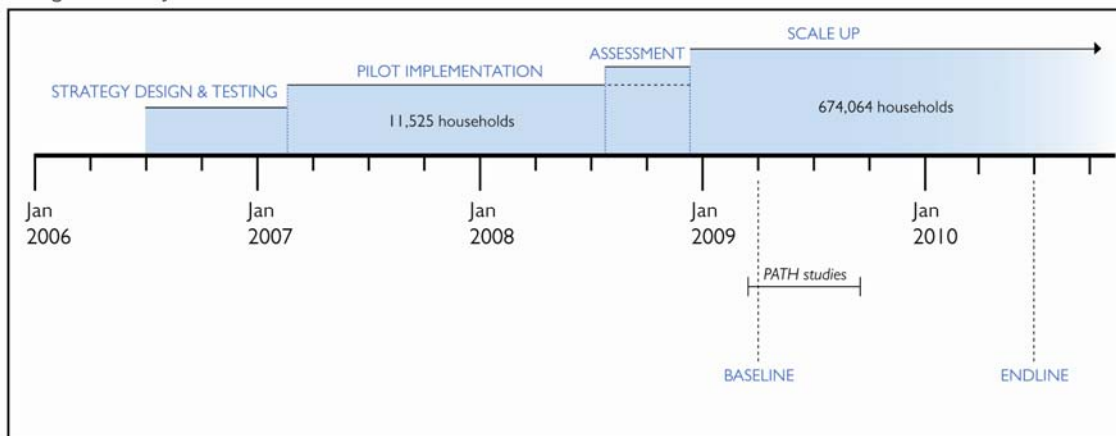 SCALE UP
ASSESSMENT
PILOT IMPLEMENTATION
STRATEGY DESIGN & TESTING
11,525 households
674,064 households
Jan
2006
Jan
2007
Jan
2008
Jan
2009
Jan
2010
PATH studies
BASELINE
ENDLINE